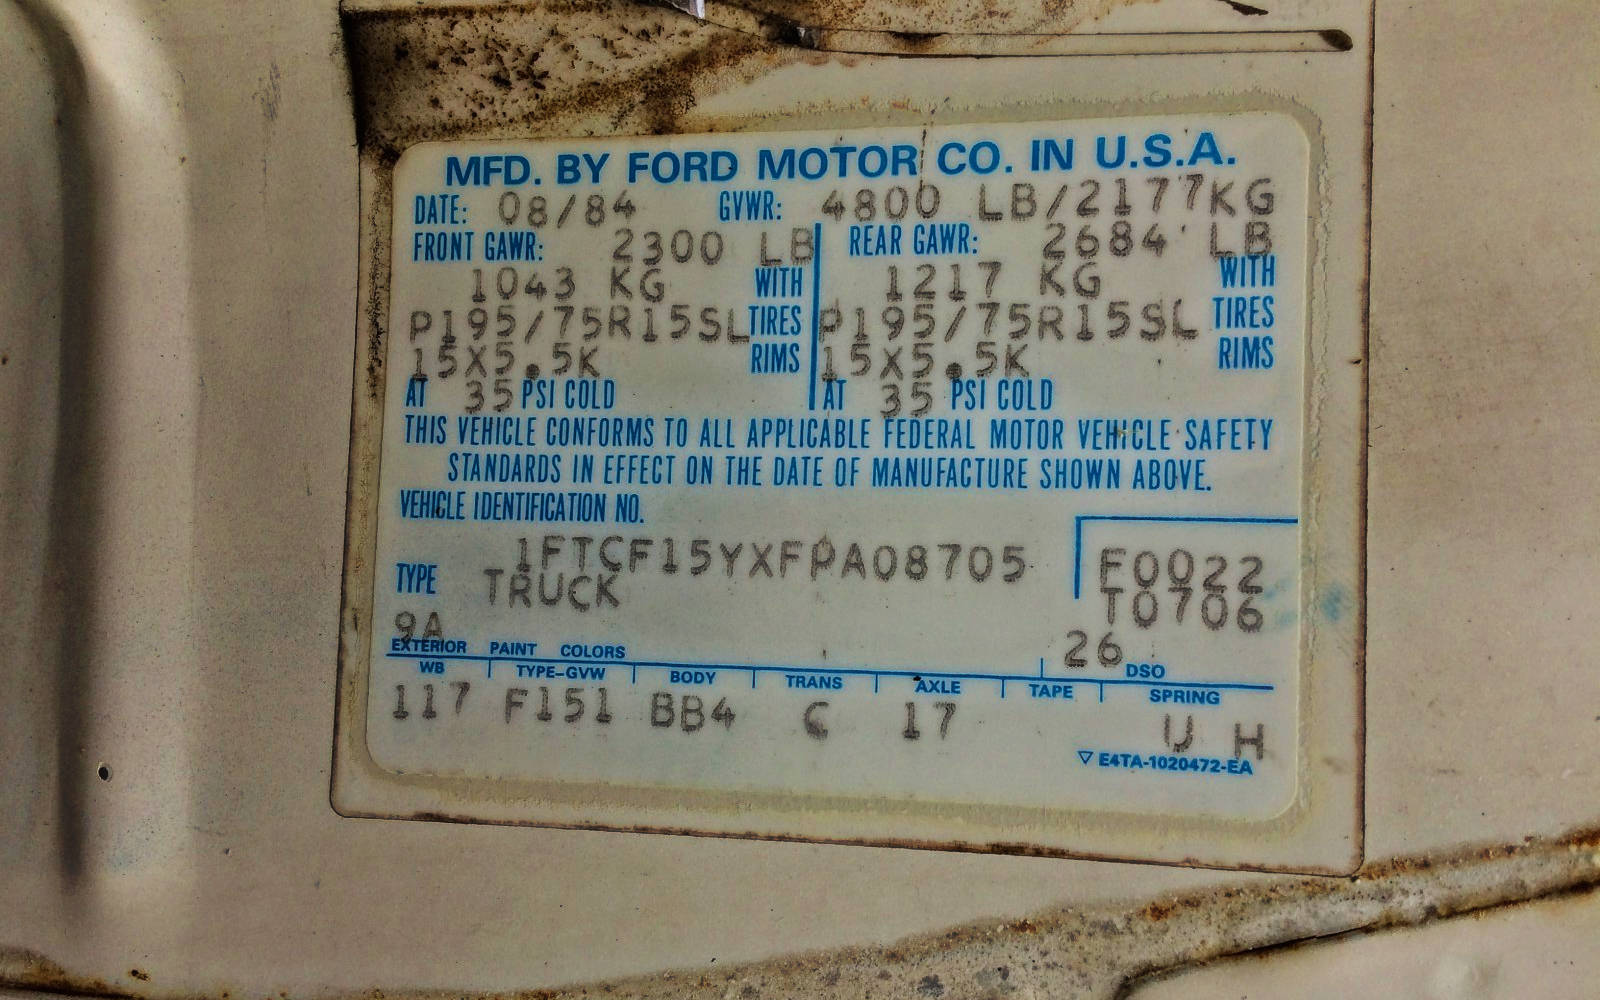 MFD. BY FORD MOTOR CO. IN U.S.A.
DATE: 08/84 GVWR: 4800 LB/2177KG
FRONT GAWR: 2300 LB REAR GAWR: 2684 LB
1043 KG WITH 1217 KG WITH
P195/75R15SL TIRES P195/75R15SL TIRES
15X5.5K RIMS 15X5.5K RIMS
AT 35 PSI COLD AT 35 PSI COLD
THIS VEHICLE CONFORMS TO ALL APPLICABLE FEDERAL MOTOR VEHICLE SAFETY
STANDARDS IN EFFECT ON THE DATE OF MANUFACTURE SHOWN ABOVE.
VEHICLE IDENTIFICATION NO.
1FTCF15YXFPA08705 F0022
TYPE TRUCK T0706
9A 26
EXTERIOR PAINT COLORS DSO
WB TYPE-GVW BODY TRANS AXLE TAPE SPRING
117 F151 BB4 C 17 U H
▽ E4TA-1020472-EA